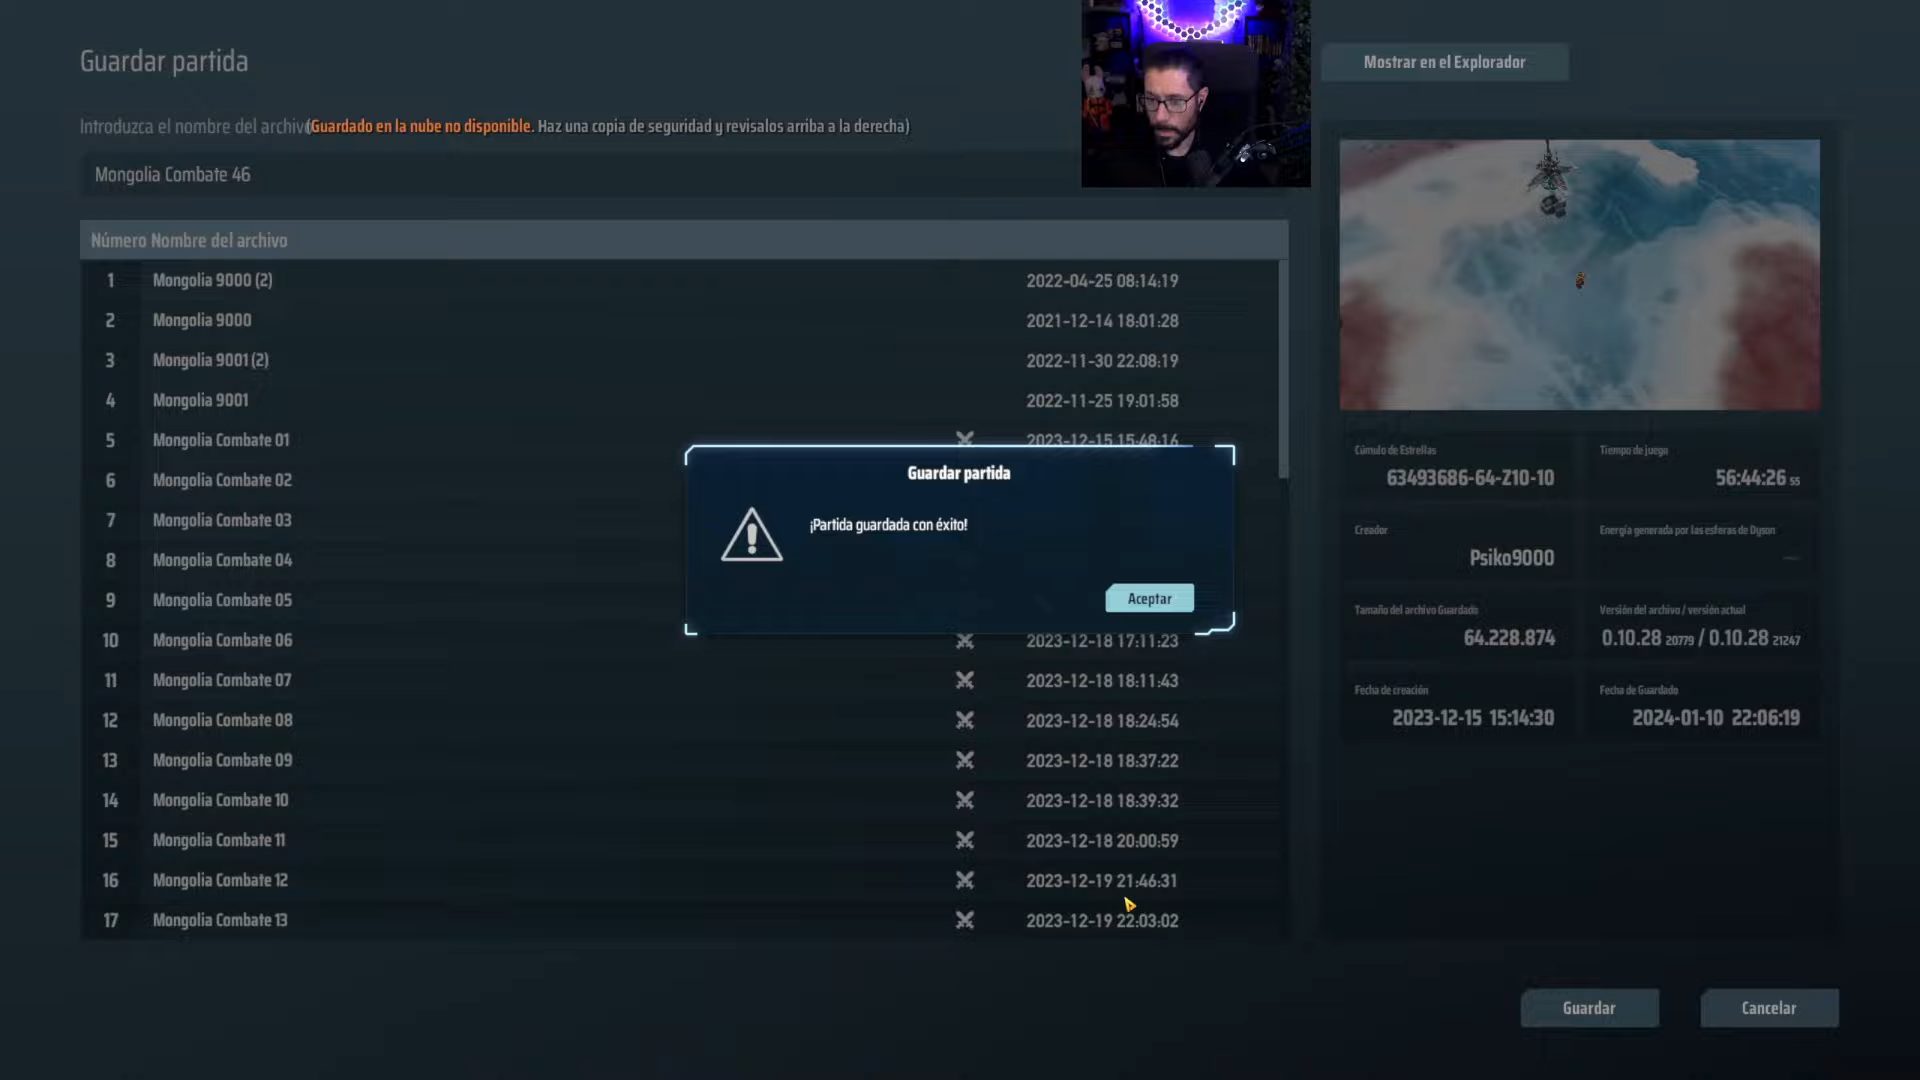 Guardar partida
Mostrar en el Explorador
Introduzca el nombre del archivo (Guardado en la nube no disponible. Haz una copia de seguridad y revisalos arriba a la derecha)
Mongolia Combate 46
Número Nombre del archivo
1 Mongolia 9000 (2) 2022-04-25 08:14:19
2 Mongolia 9000 2021-12-14 18:01:28
3 Mongolia 9001 (2) 2022-11-30 22:08:19
4 Mongolia 9001 2022-11-25 19:01:58
5 Mongolia Combate 01 2023-12-15 15:48:16
6 Mongolia Combate 02
7 Mongolia Combate 03
8 Mongolia Combate 04
9 Mongolia Combate 05
10 Mongolia Combate 06 2023-12-18 17:11:23
11 Mongolia Combate 07 2023-12-18 18:11:43
12 Mongolia Combate 08 2023-12-18 18:24:54
13 Mongolia Combate 09 2023-12-18 18:37:22
14 Mongolia Combate 10 2023-12-18 18:39:32
15 Mongolia Combate 11 2023-12-18 20:00:59
16 Mongolia Combate 12 2023-12-19 21:46:31
17 Mongolia Combate 13 2023-12-19 22:03:02
Guardar partida
¡Partida guardada con éxito!
Aceptar
Cúmulo de Estrellas
63493686-64-Z10-10
Tiempo de juego
56:44:26 55
Creador
Psiko9000
Energía generada por las esferas de Dyson
—
Tamaño del archivo Guardado
64.228.874
Versión del archivo / versión actual
0.10.28 20779 / 0.10.28 21247
Fecha de creación
2023-12-15 15:14:30
Fecha de Guardado
2024-01-10 22:06:19
Guardar
Cancelar